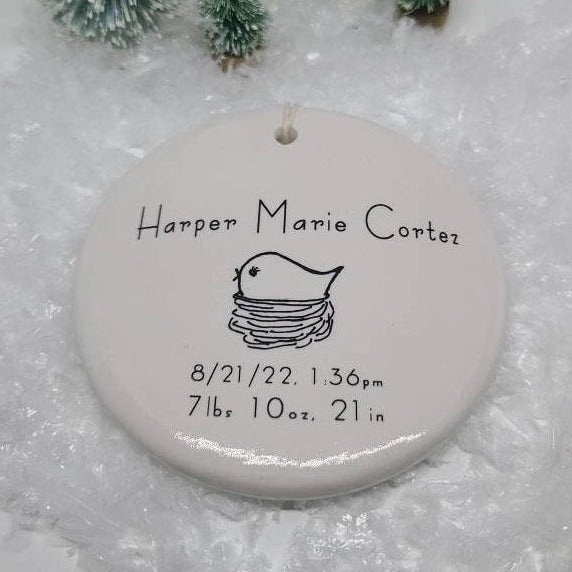 Harper Marie Cortez
8/21/22. 1:36pm
7lbs 10oz. 21in